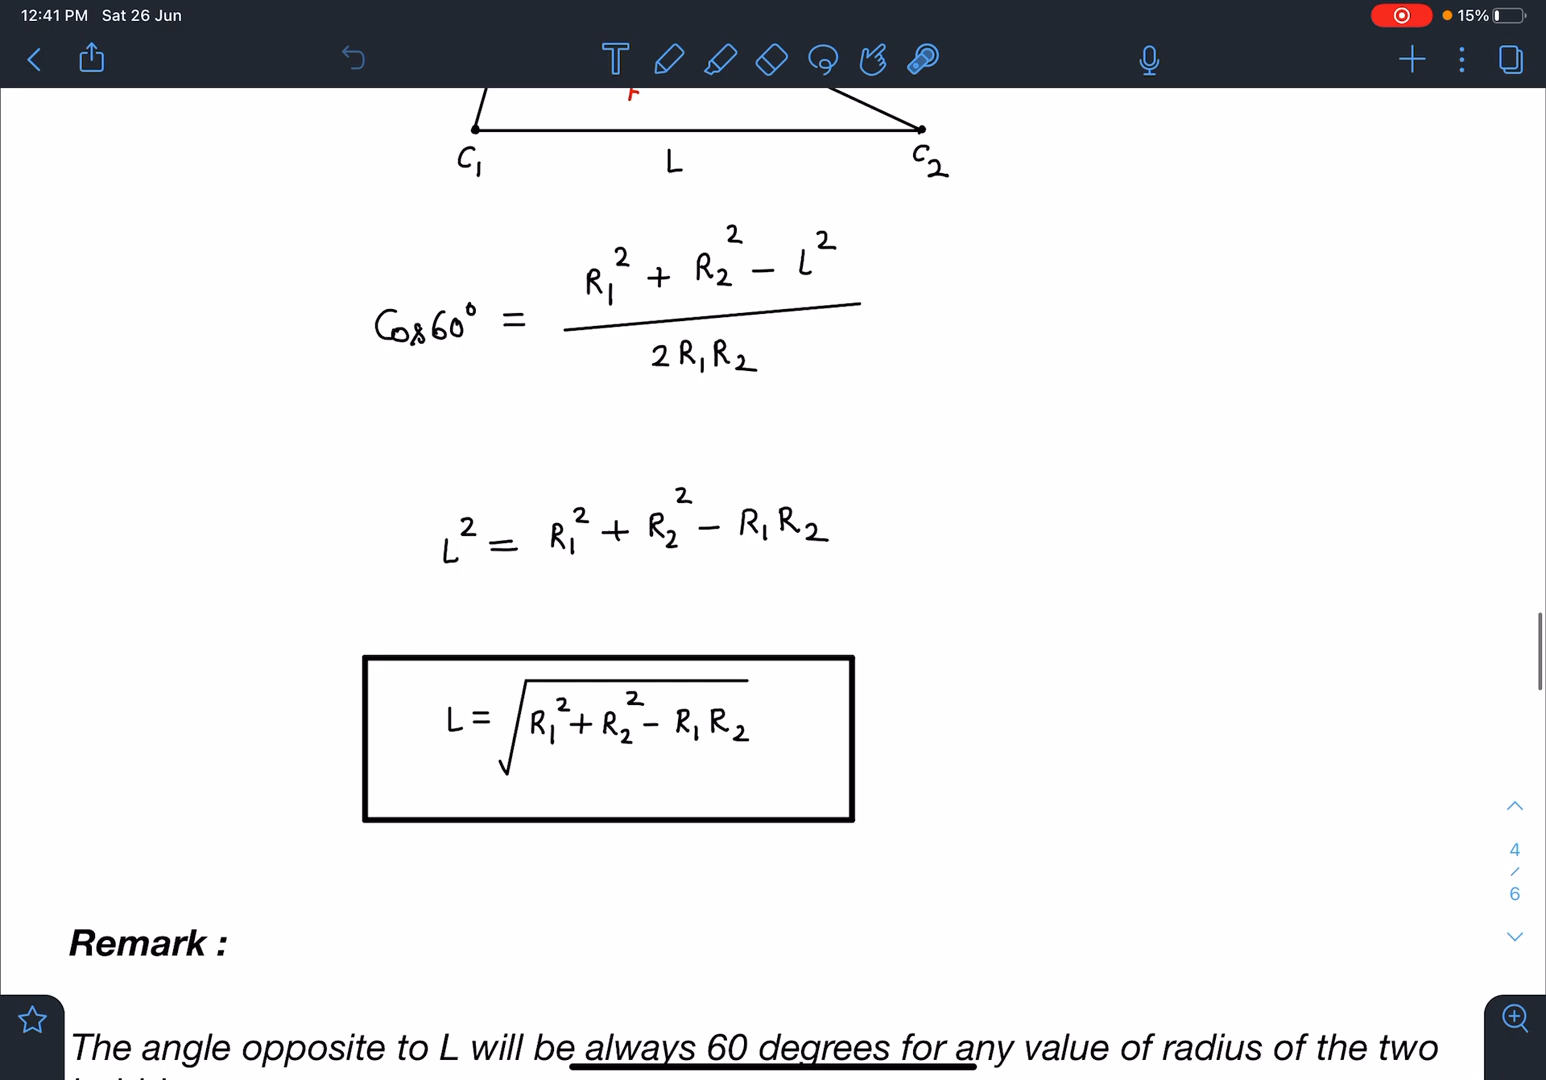 12:41 PM Sat 26 Jun
15%
T
r
C₁ L C₂
Cos60° = (R₁² + R₂² - L²) / (2R₁R₂)
L² = R₁² + R₂² - R₁R₂
L = √(R₁² + R₂² - R₁R₂)
4
/
6
Remark :
The angle opposite to L will be always 60 degrees for any value of radius of the two